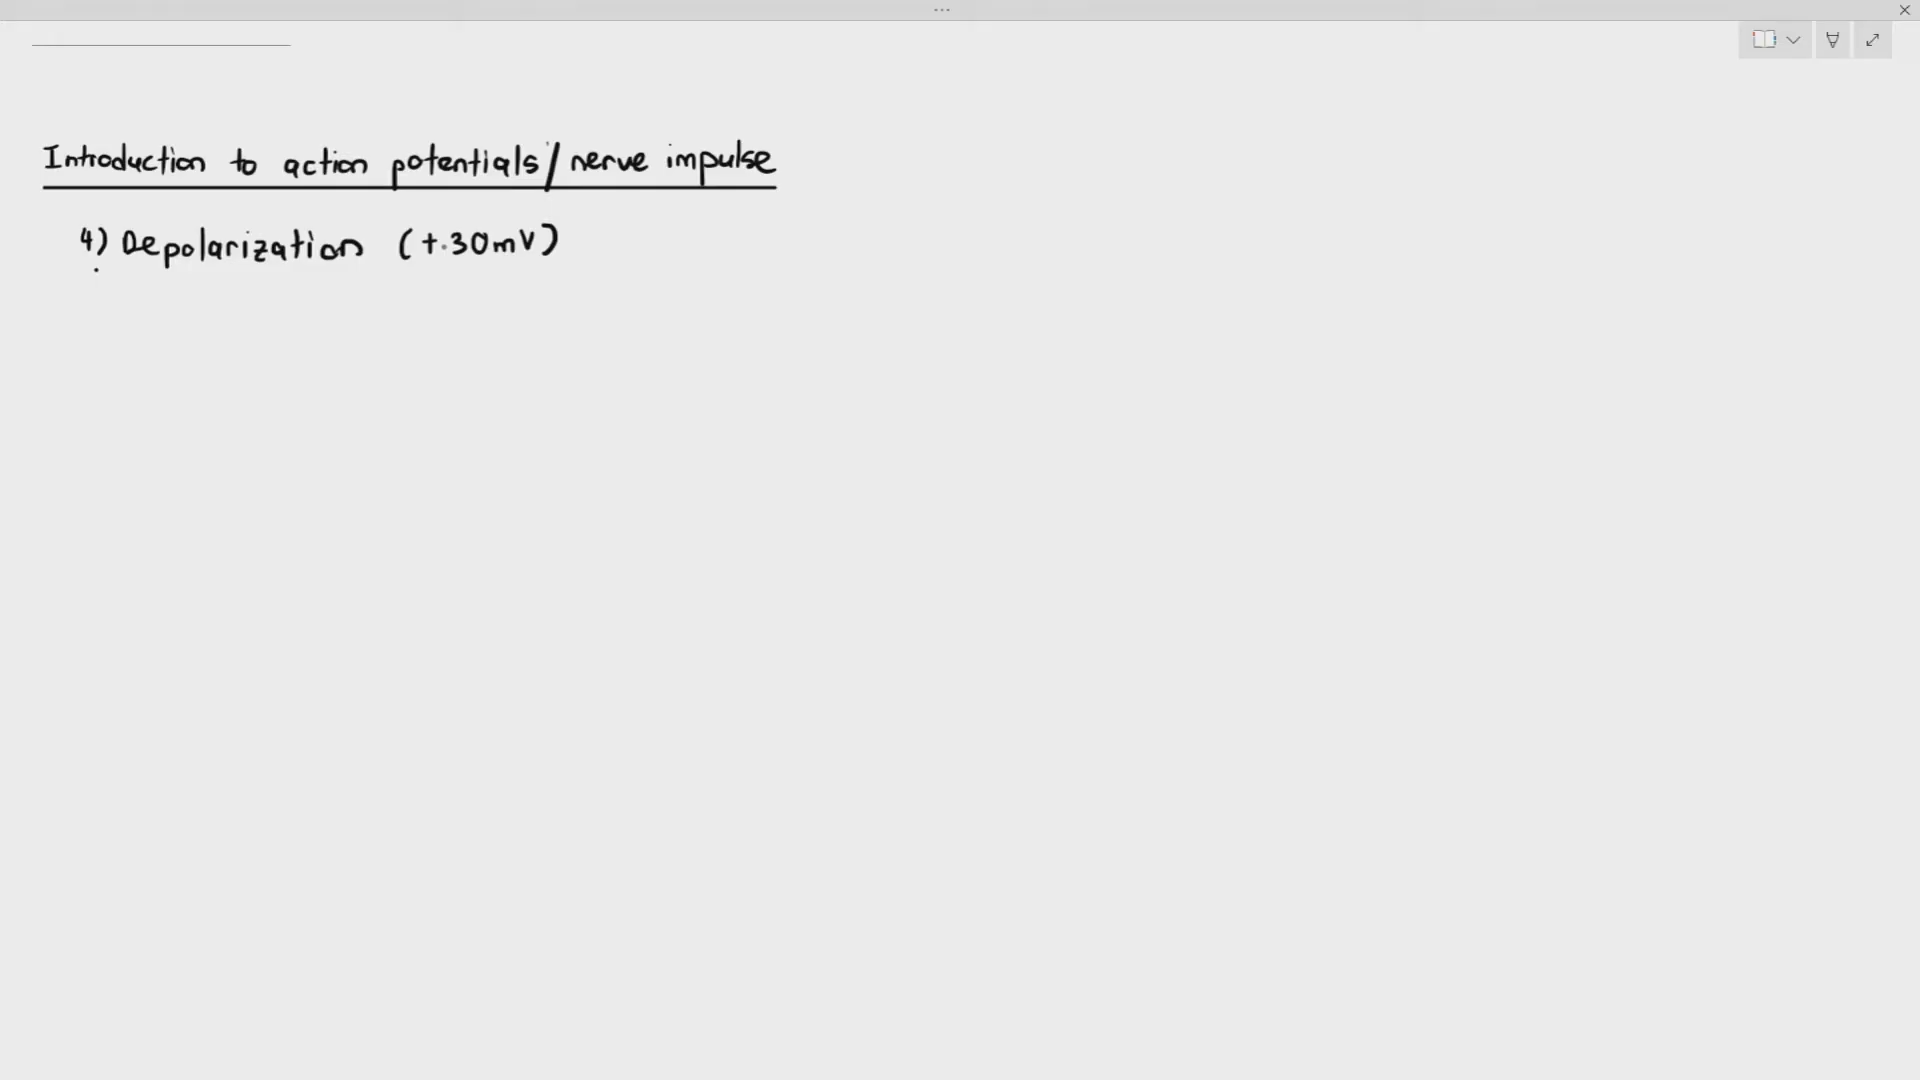 Introduction to action potentials/nerve impulse
4) Depolarization (+30mV)